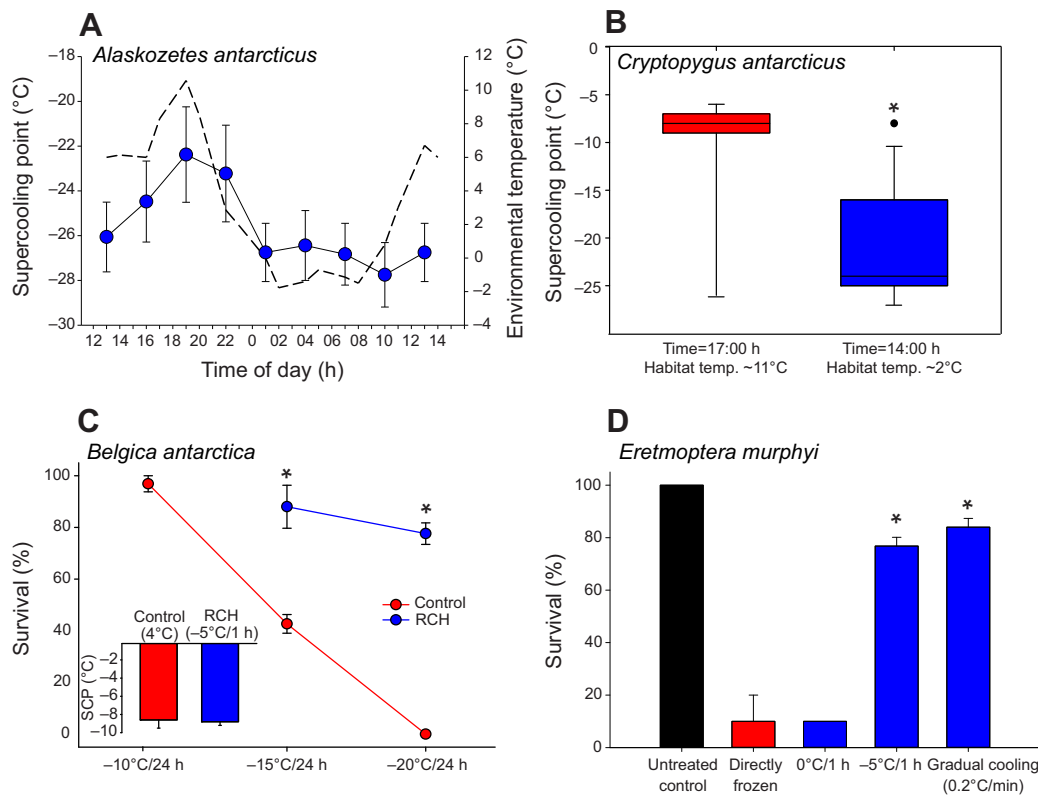 A
Alaskozetes antarcticus
Supercooling point (°C)
–18
–20
–22
–24
–26
–28
–30
12
10
8
6
4
2
0
–2
–4
Environmental temperature (°C)
12 14 16 18 20 22 0 02 04 06 08 10 12 14
Time of day (h)
B
Cryptopygus antarcticus
Supercooling point (°C)
0
–5
–10
–15
–20
–25
*
Time=17:00 h
Habitat temp. ~11°C
Time=14:00 h
Habitat temp. ~2°C
C
Belgica antarctica
Survival (%)
100
80
60
40
20
0
*
*
Control
RCH
Control
(4°C)
RCH
(–5°C/1 h)
SCP (°C)
–2
–4
–6
–8
–10
–10°C/24 h
–15°C/24 h
–20°C/24 h
D
Eretmoptera murphyi
Survival (%)
100
80
60
40
20
0
*
*
Untreated
control
Directly
frozen
0°C/1 h
–5°C/1 h
Gradual cooling
(0.2°C/min)